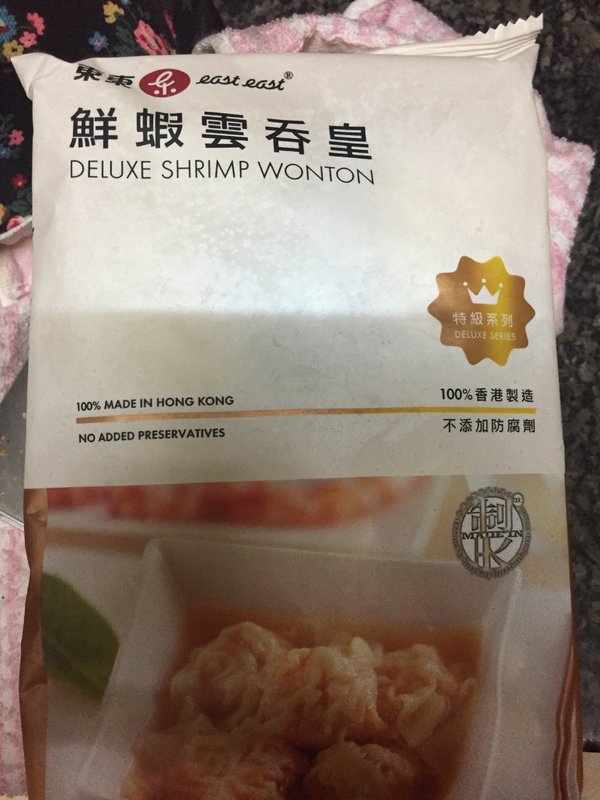 東東 east east®
鮮蝦雲吞皇
DELUXE SHRIMP WONTON
特級系列
DELUXE SERIES
100% MADE IN HONG KONG
100%香港製造
NO ADDED PRESERVATIVES
不添加防腐劑
MADE IN